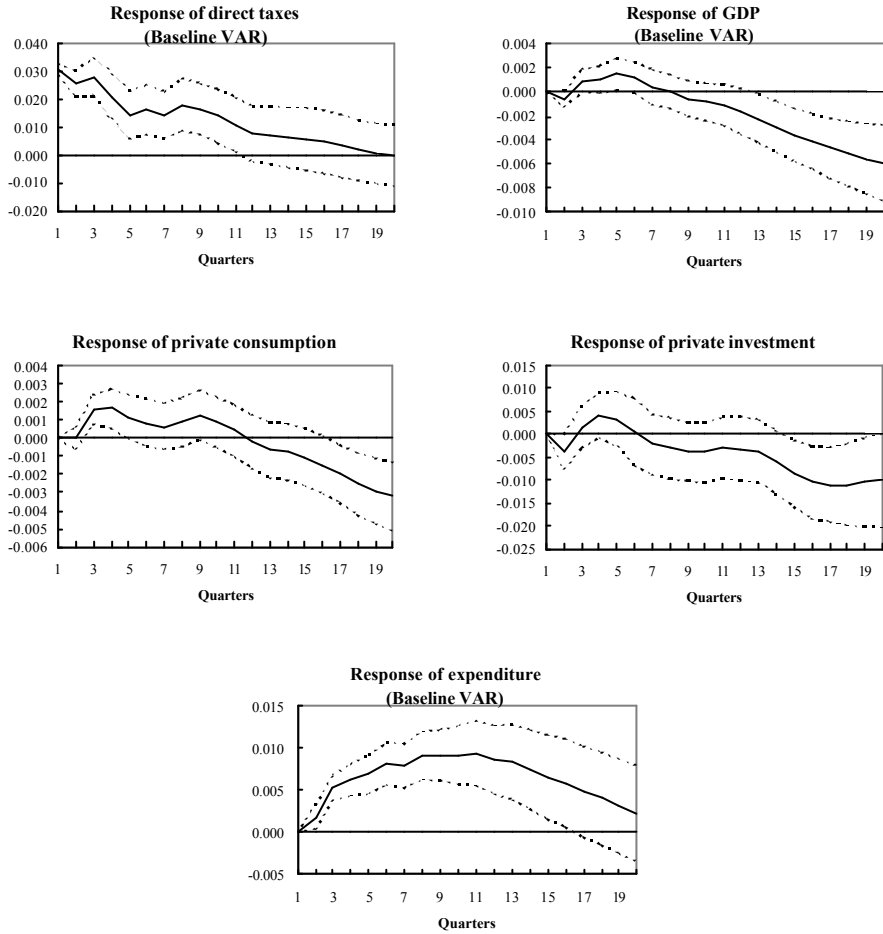 Response of direct taxes
(Baseline VAR)
0.040
0.030
0.020
0.010
0.000
-0.010
-0.020
1 3 5 7 9 11 13 15 17 19
Quarters
Response of GDP
(Baseline VAR)
0.004
0.002
0.000
-0.002
-0.004
-0.006
-0.008
-0.010
1 3 5 7 9 11 13 15 17 19
Quarters
Response of private consumption
0.004
0.003
0.002
0.001
0.000
-0.001
-0.002
-0.003
-0.004
-0.005
-0.006
1 3 5 7 9 11 13 15 17 19
Quarters
Response of private investment
0.015
0.010
0.005
0.000
-0.005
-0.010
-0.015
-0.020
-0.025
1 3 5 7 9 11 13 15 17 19
Quarters
Response of expenditure
(Baseline VAR)
0.015
0.010
0.005
0.000
-0.005
1 3 5 7 9 11 13 15 17 19
Quarters